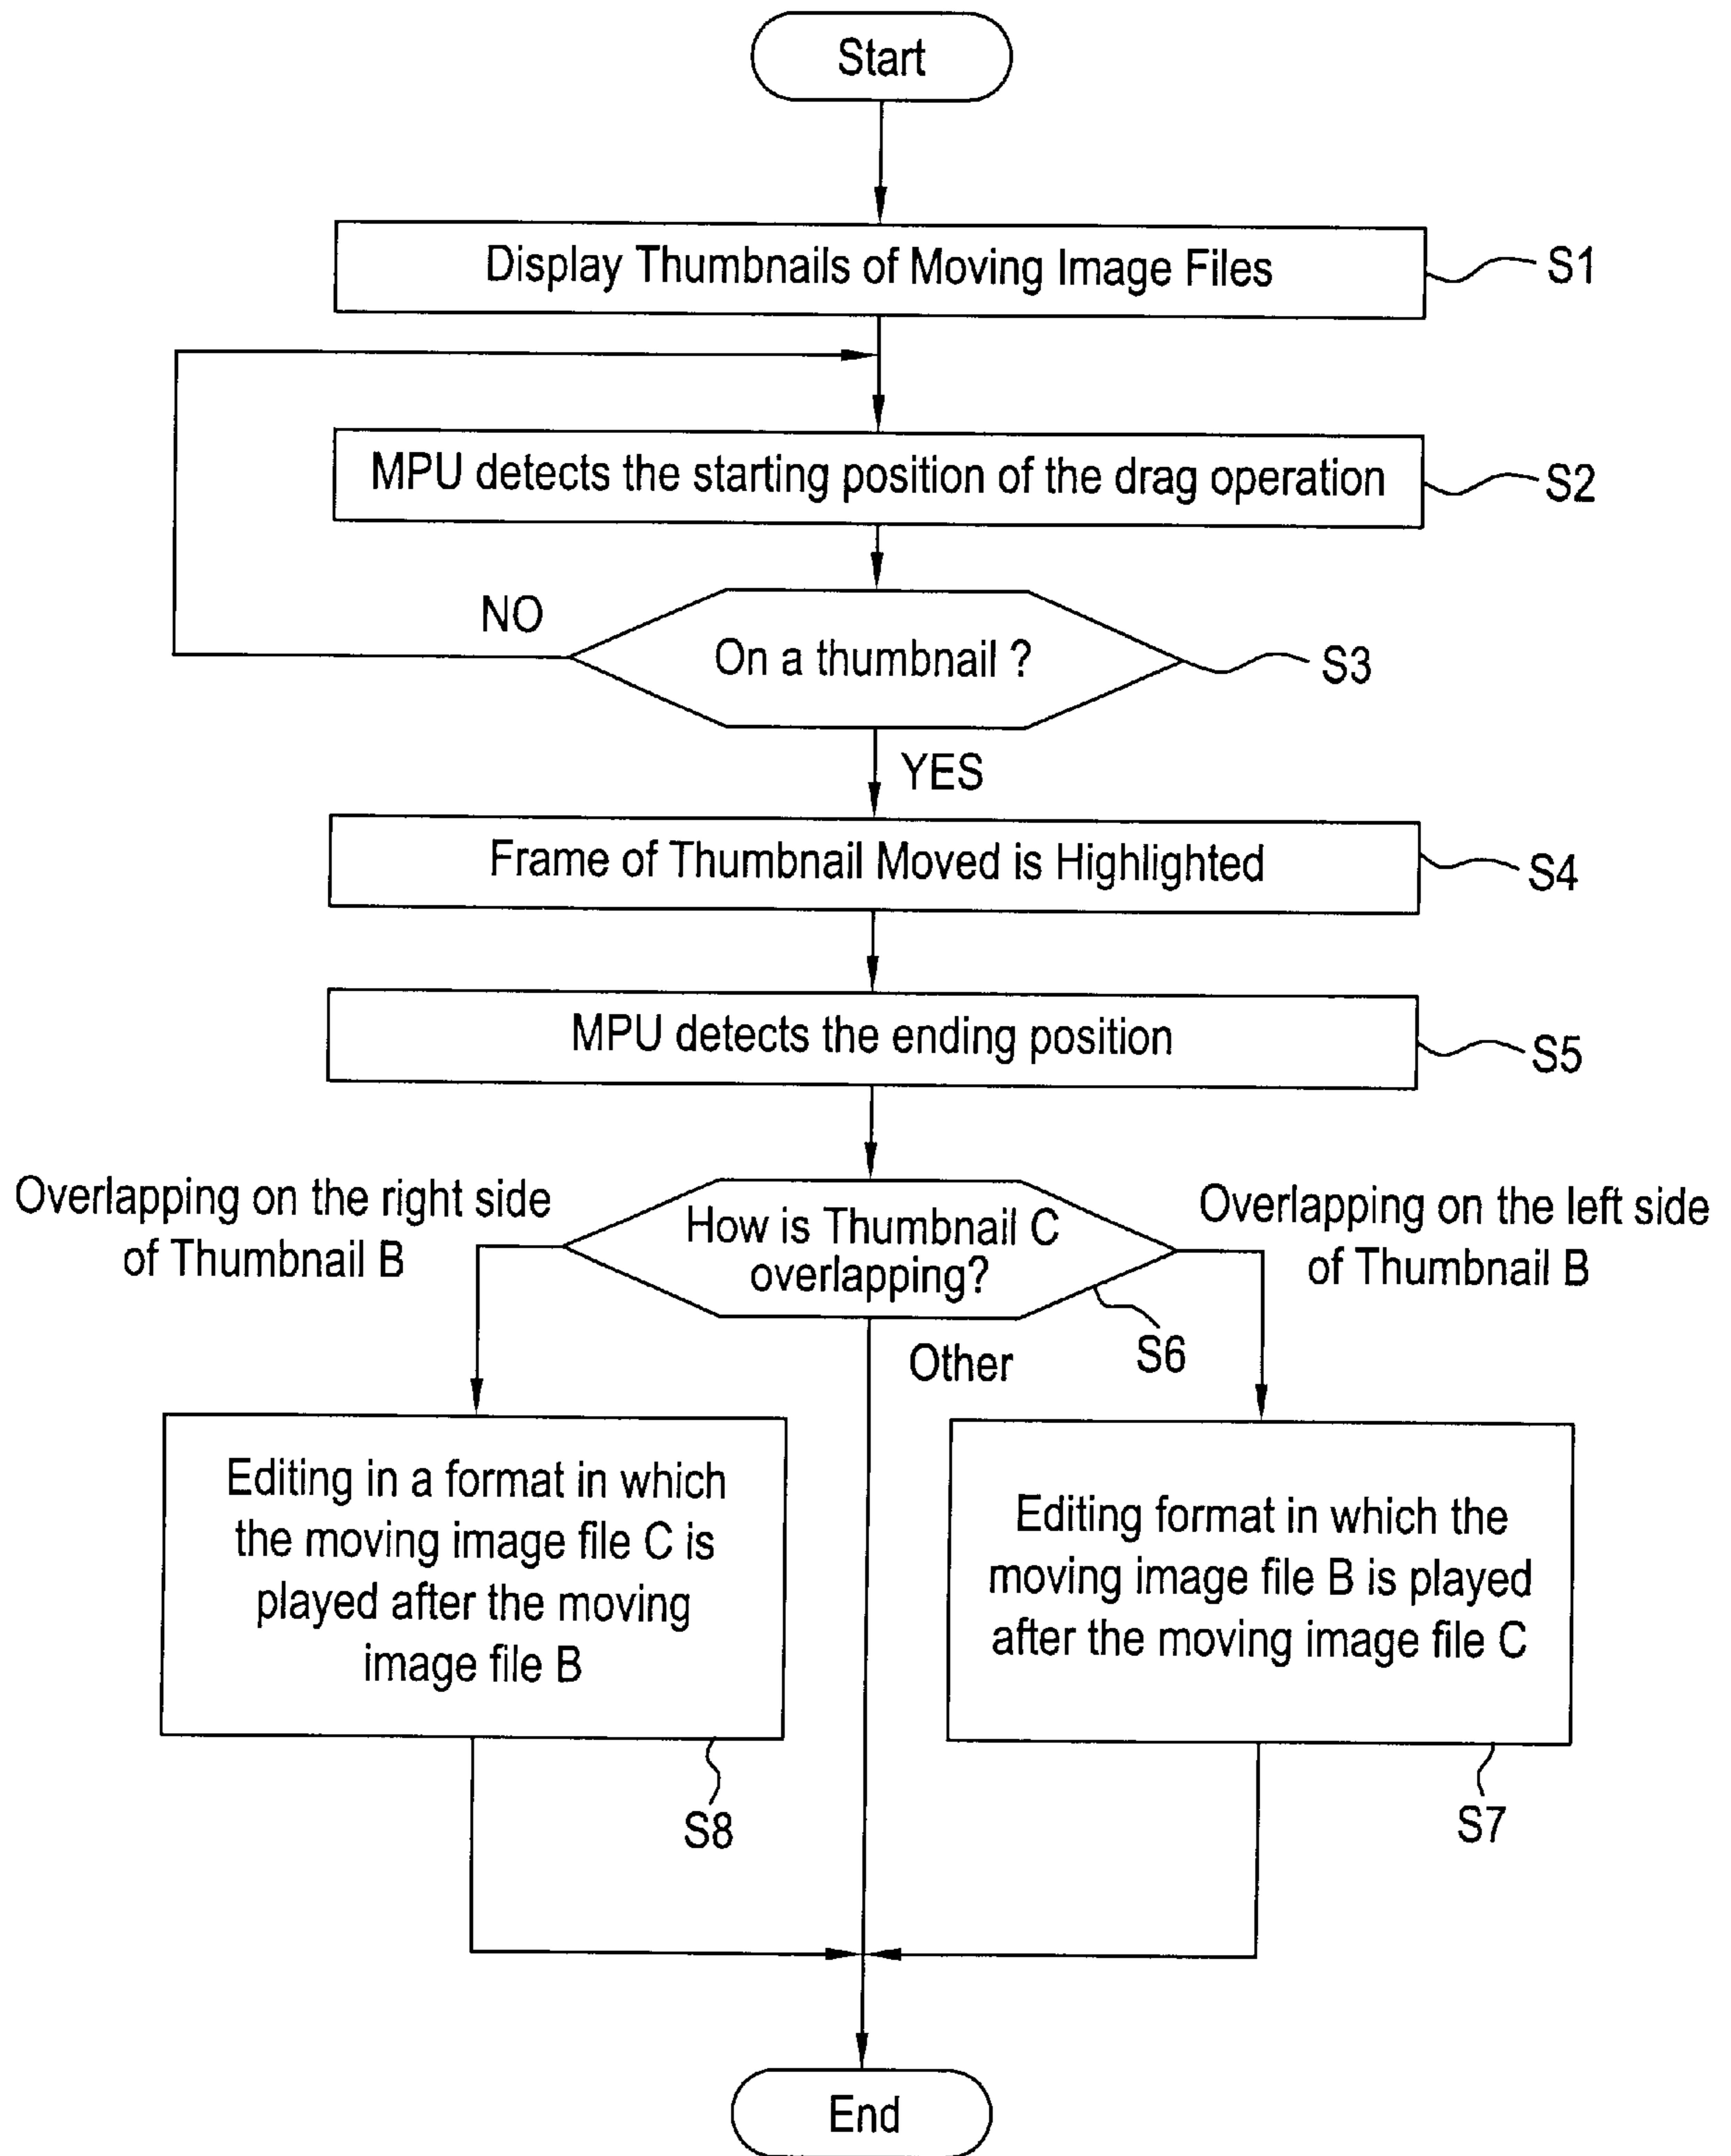 Start
Display Thumbnails of Moving Image Files
S1
MPU detects the starting position of the drag operation
S2
NO
On a thumbnail ?
S3
YES
Frame of Thumbnail Moved is Highlighted
S4
MPU detects the ending position
S5
Overlapping on the right side
of Thumbnail B
How is Thumbnail C
overlapping?
Overlapping on the left side
of Thumbnail B
S6
Other
Editing in a format in which
the moving image file C is
played after the moving
image file B
S8
Editing format in which the
moving image file B is played
after the moving image file C
S7
End